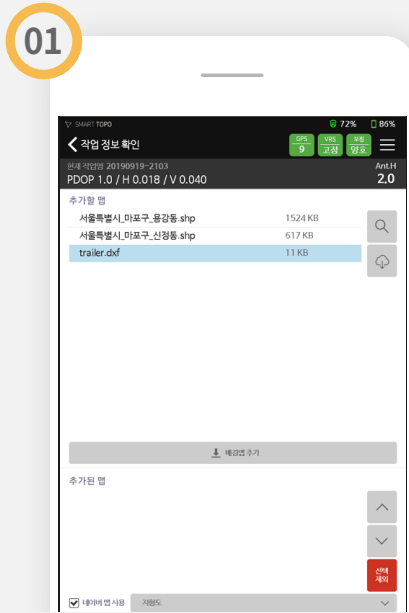 01
SMART TOPO 72% 86%
작업 정보 확인 GPS 9 VRS 고정 보정 양호
현재 작업명 20190919-2103 Ant.H
PDOP 1.0 / H 0.018 / V 0.040 2.0
추가할 맵
서울특별시_마포구_용강동.shp 1524 KB
서울특별시_마포구_신정동.shp 617 KB
trailer.dxf 11 KB
배경맵 추가
추가된 맵
선택
제외
네이버 맵 사용 지형도